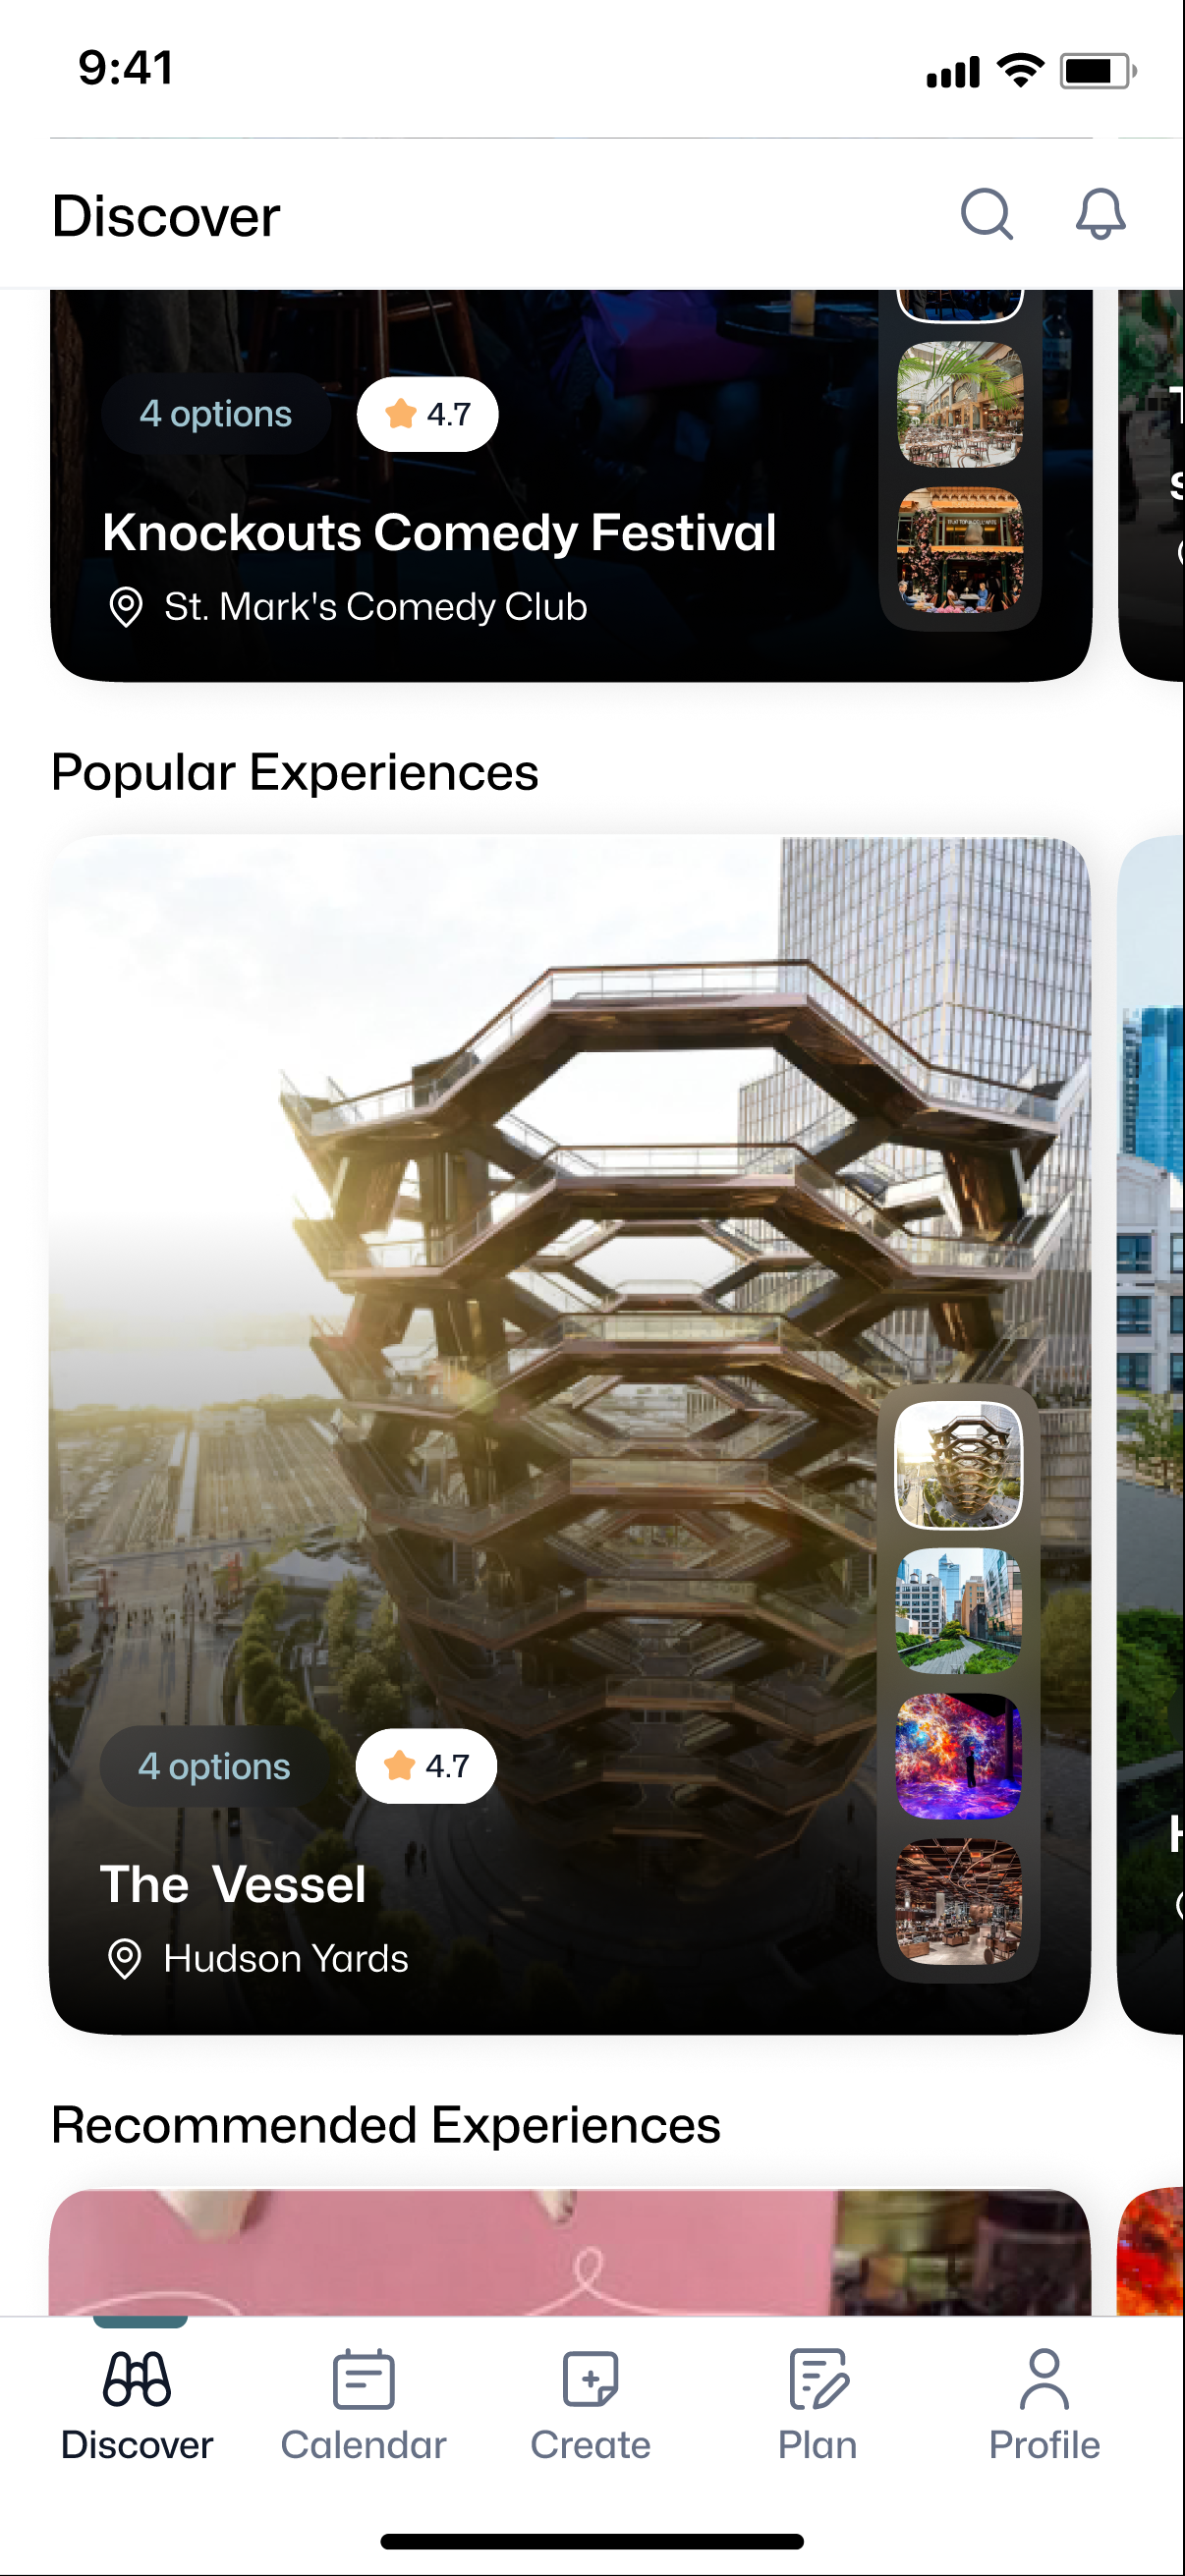 9:41
Discover
4 options
4.7
Knockouts Comedy Festival
St. Mark's Comedy Club
Popular Experiences
4 options
4.7
The Vessel
Hudson Yards
Recommended Experiences
Discover
Calendar
Create
Plan
Profile